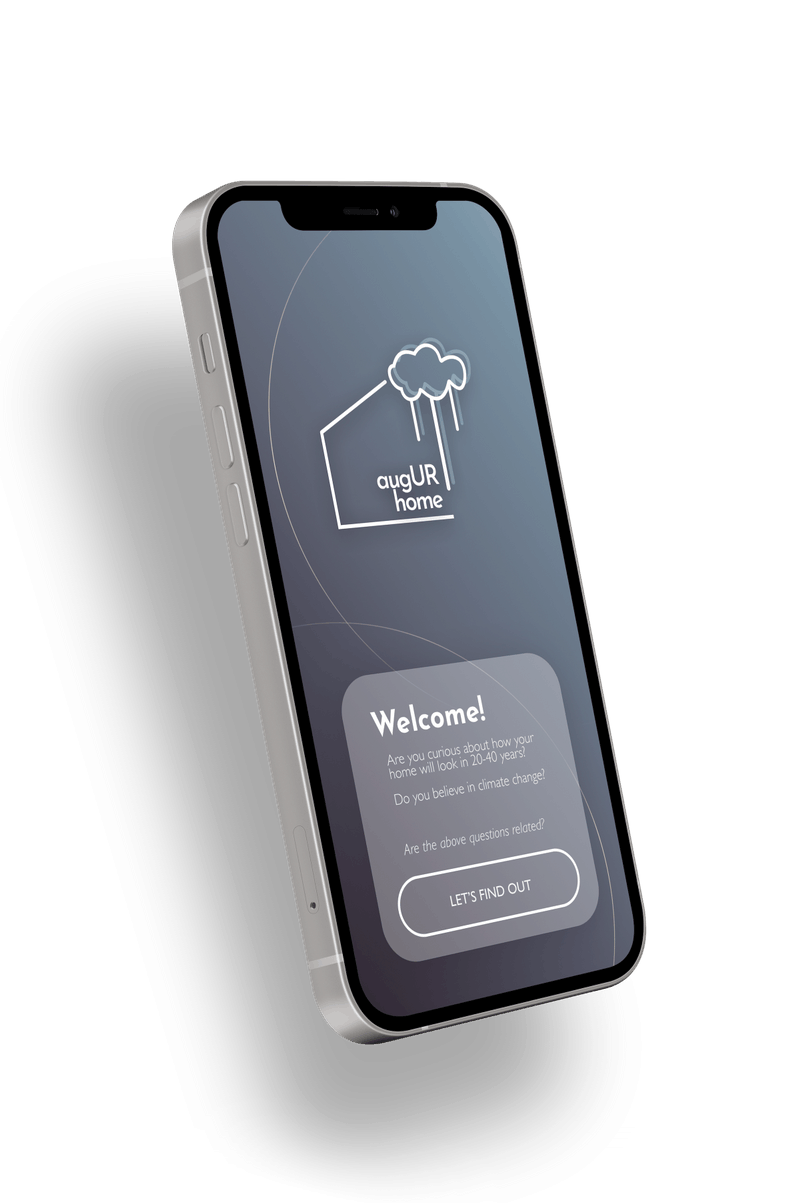 augUR
home
Welcome!
Are you curious about how your
home will look in 20-40 years?
Do you believe in climate change?
Are the above questions related?
LET'S FIND OUT